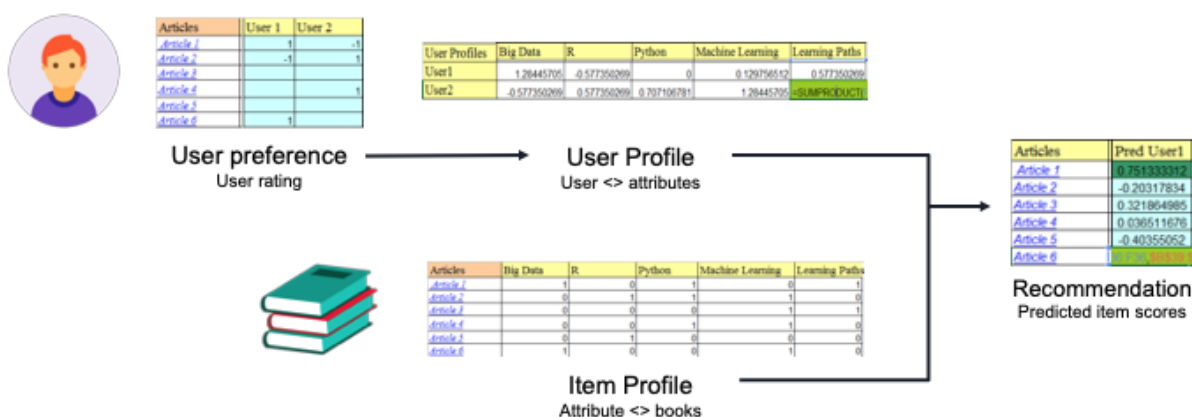 Articles User 1 User 2
Article 1 1 -1
Article 2 -1 1
Article 3
Article 4 1
Article 5
Article 6 1
User preference
User rating
User Profiles Big Data R Python Machine Learning Learning Paths
User1 1.28445705 -0.577350269 0 0.129756512 0.577350269
User2 -0.577350269 0.577350269 0.707106781 1.28445705 =SUMPRODUCT(
User Profile
User <> attributes
Articles Big Data R Python Machine Learning Learning Paths
Article 1 1 0 1 0 1
Article 2 0 1 1 1 0
Article 3 0 0 0 1 1
Article 4 0 0 1 1 0
Article 5 0 1 0 0 0
Article 6 1 0 0 1 0
Item Profile
Attribute <> books
Articles Pred User1
Article 1 0.751333312
Article 2 -0.20317834
Article 3 0.321864985
Article 4 0.036511676
Article 5 -0.40355052
Article 6
Recommendation
Predicted item scores